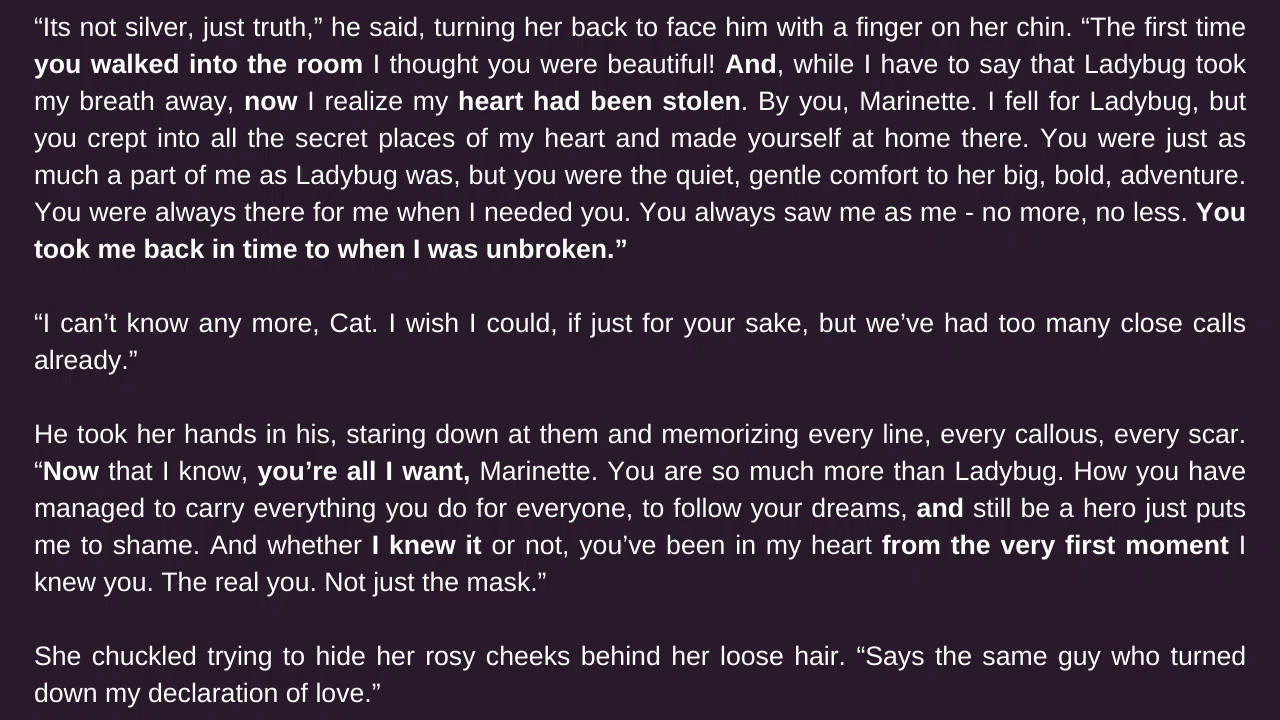 “Its not silver, just truth,” he said, turning her back to face him with a finger on her chin. “The first time
you walked into the room I thought you were beautiful! And, while I have to say that Ladybug took
my breath away, now I realize my heart had been stolen. By you, Marinette. I fell for Ladybug, but
you crept into all the secret places of my heart and made yourself at home there. You were just as
much a part of me as Ladybug was, but you were the quiet, gentle comfort to her big, bold, adventure.
You were always there for me when I needed you. You always saw me as me - no more, no less. You
took me back in time to when I was unbroken.”
“I can’t know any more, Cat. I wish I could, if just for your sake, but we’ve had too many close calls
already.”
He took her hands in his, staring down at them and memorizing every line, every callous, every scar.
“Now that I know, you’re all I want, Marinette. You are so much more than Ladybug. How you have
managed to carry everything you do for everyone, to follow your dreams, and still be a hero just puts
me to shame. And whether I knew it or not, you’ve been in my heart from the very first moment I
knew you. The real you. Not just the mask.”
She chuckled trying to hide her rosy cheeks behind her loose hair. “Says the same guy who turned
down my declaration of love.”